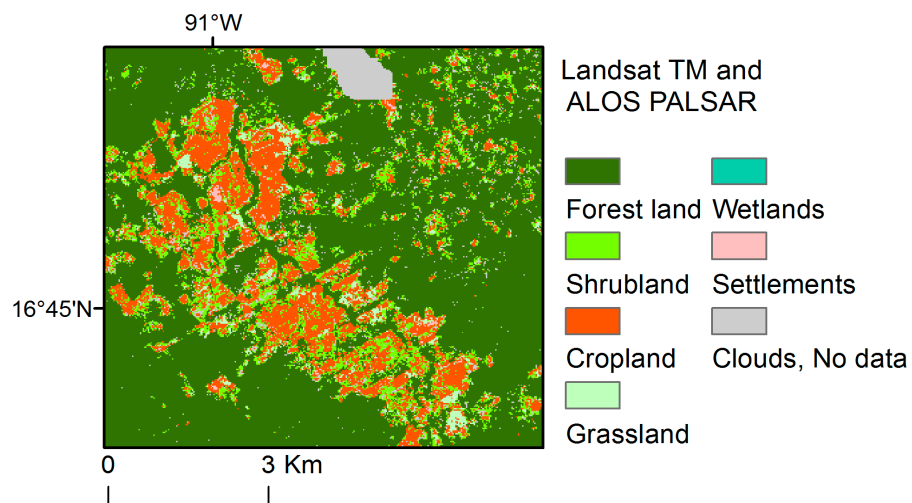 91°W
Landsat TM and
ALOS PALSAR
Forest land Wetlands
Shrubland Settlements
16°45'N
Cropland Clouds, No data
Grassland
0 3 Km